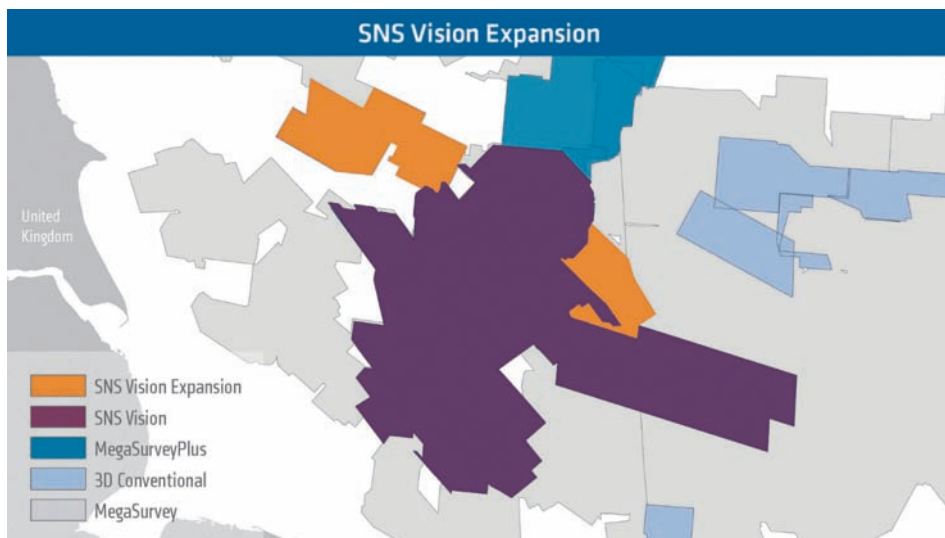 SNS Vision Expansion
United
Kingdom
SNS Vision Expansion
SNS Vision
MegaSurveyPlus
3D Conventional
MegaSurvey